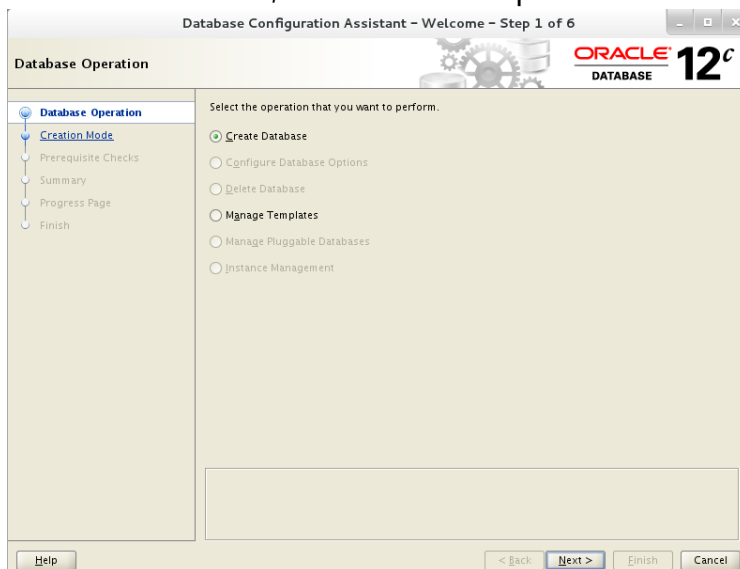 Database Configuration Assistant - Welcome - Step 1 of 6
Database Operation
ORACLE
DATABASE
12c
Database Operation
Creation Mode
Prerequisite Checks
Summary
Progress Page
Finish
Select the operation that you want to perform.
Create Database
Configure Database Options
Delete Database
Manage Templates
Manage Pluggable Databases
Instance Management
Help
< Back
Next >
Finish
Cancel